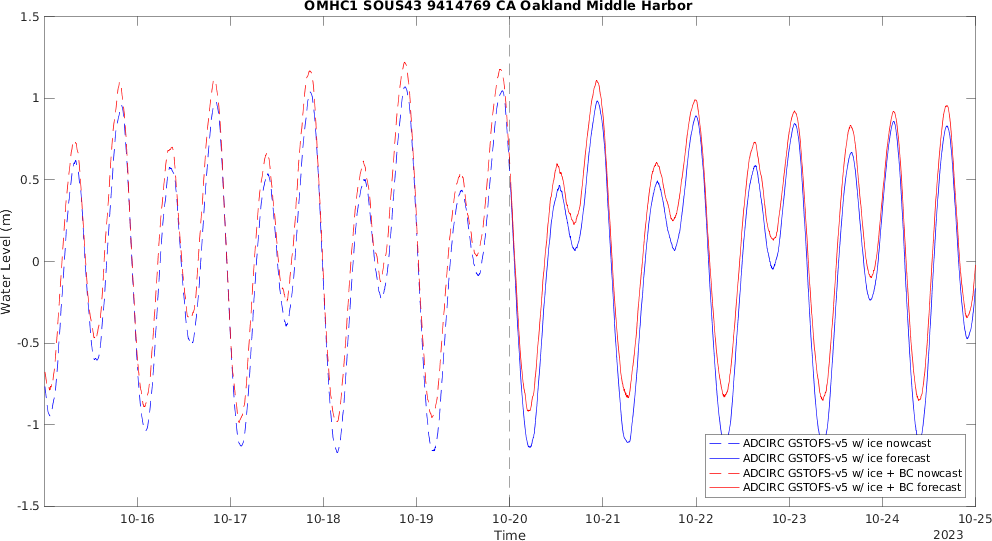 OMHC1 SOUS43 9414769 CA Oakland Middle Harbor
1.5
1
0.5
0
-0.5
-1
-1.5
Water Level (m)
ADCIRC GSTOFS-v5 w/ ice nowcast
ADCIRC GSTOFS-v5 w/ ice forecast
ADCIRC GSTOFS-v5 w/ ice + BC nowcast
ADCIRC GSTOFS-v5 w/ ice + BC forecast
10-16 10-17 10-18 10-19 10-20 10-21 10-22 10-23 10-24 10-25
Time
2023